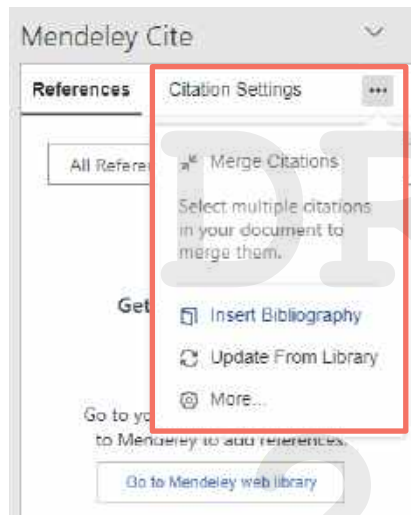 Mendeley Cite
References Citation Settings ...
All Refere
Merge Citations
Select multiple citations
in your document to
merge them.
Get
Insert Bibliography
Update From Library
More...
Go to yo
to Mendeley to add references.
Go to Mendeley web library